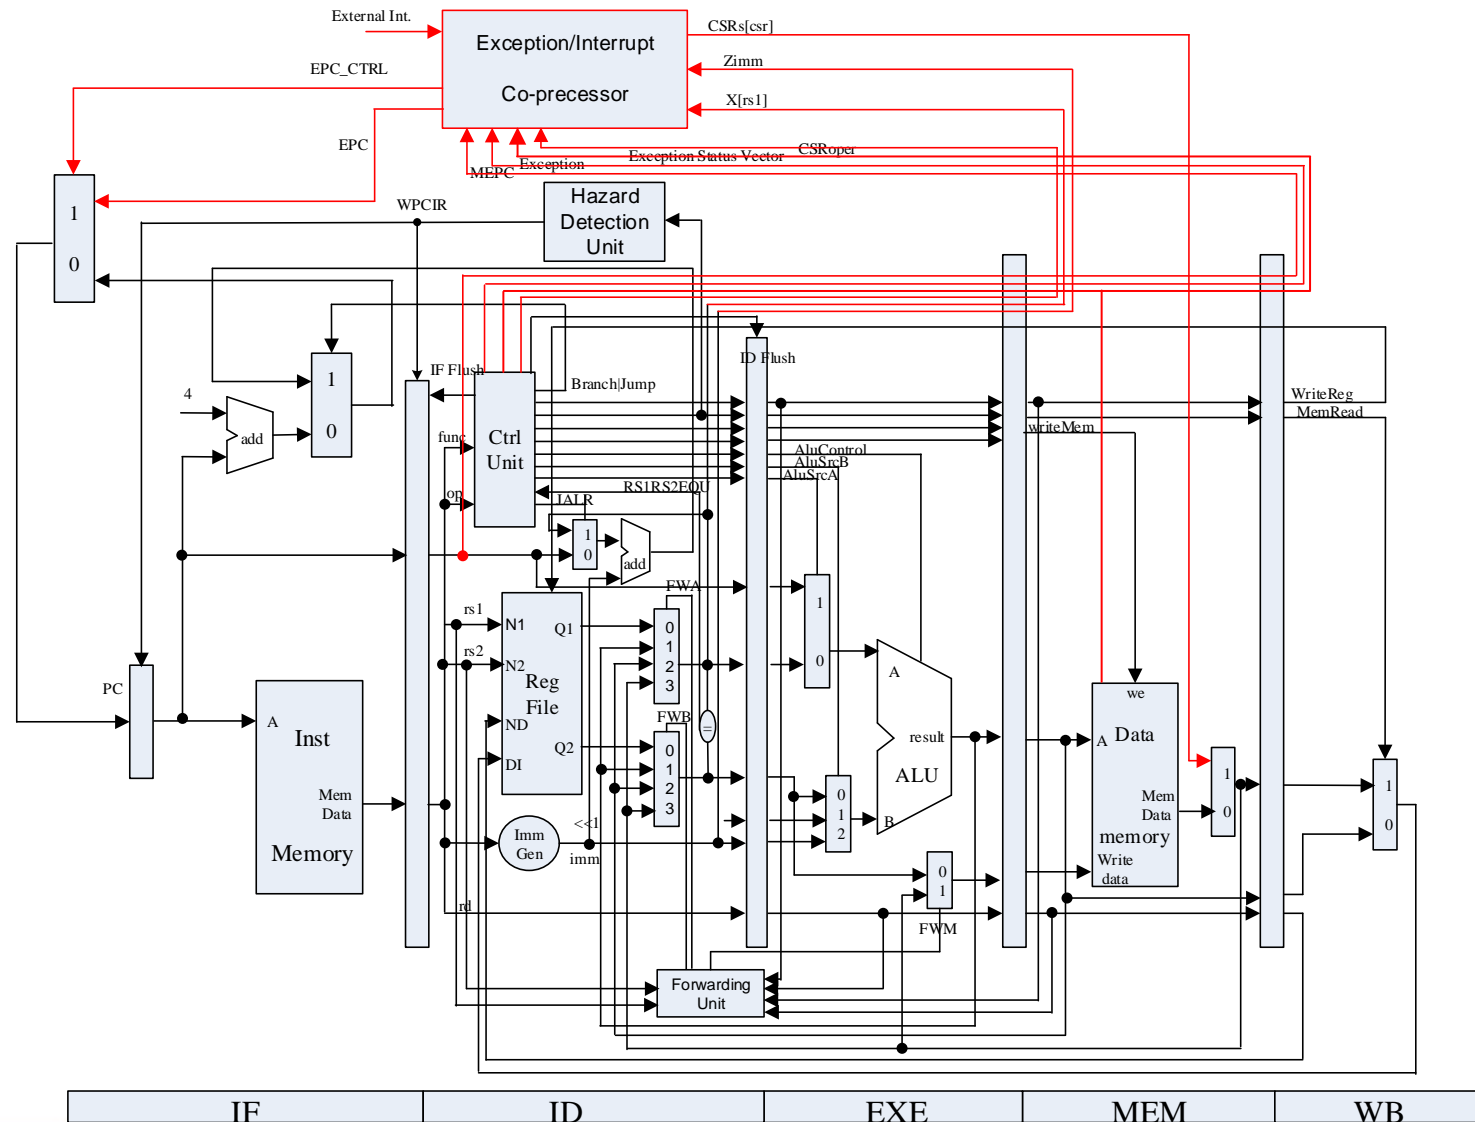 External Int.
CSRs[csr]
Exception/Interrupt
Zimm
EPC_CTRL
Co-precessor
X[rs1]
EPC
CSRoper
Exception Status Vector
Exception
MEPC
1
0
WPCIR
Hazard
Detection
Unit
ID Flush
IF Flush
Branch|Jump
1
0
4
add
WriteReg
MemRead
writeMem
func
Ctrl
Unit
AluControl
AluSrcB
AluSrcA
RS1RS2EQU
op
JALR
1
0
add
FWA
rs1
N1
Q1
0
1
2
3
1
0
rs2
N2
Reg
File
A
PC
we
FWB
A
Inst
ND
=
result
A
Data
DI
Q2
0
1
2
3
ALU
1
0
1
0
Mem
Data
0
1
2
B
Mem
Data
memory
Memory
Imm
Gen
<<1
imm
Write
data
0
1
rd
FWM
Forwarding
Unit
IF
ID
EXE
MEM
WB